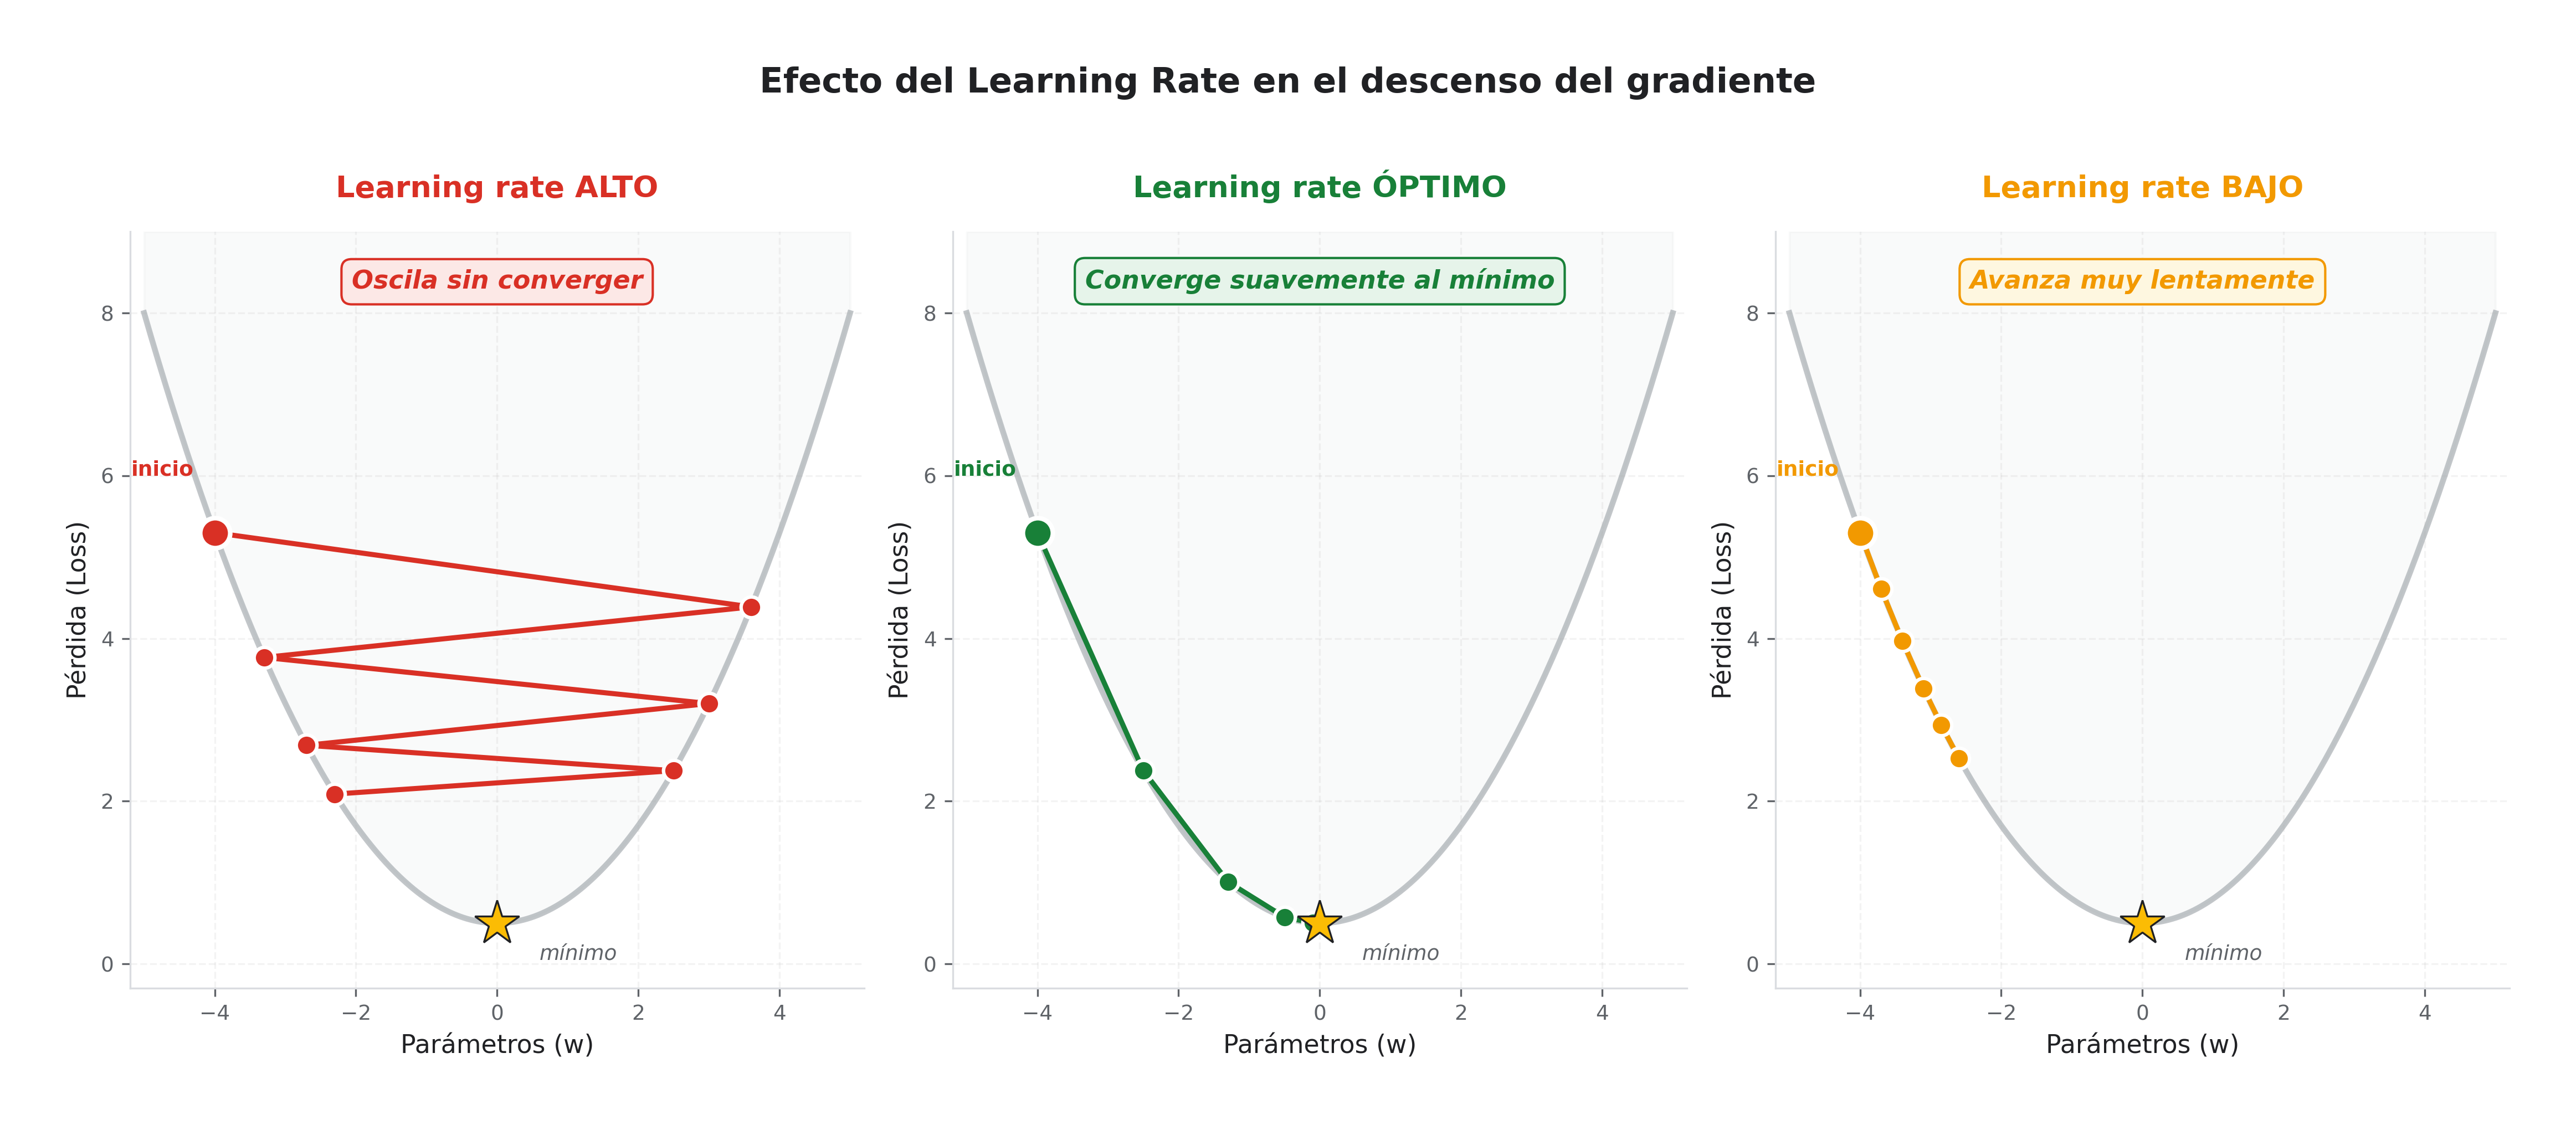 Efecto del Learning Rate en el descenso del gradiente
Learning rate ALTO
Oscila sin converger
8
6
4
2
0
inicio
Pérdida (Loss)
mínimo
−4
−2
0
2
4
Parámetros (w)
Learning rate ÓPTIMO
Converge suavemente al mínimo
8
6
4
2
0
inicio
Pérdida (Loss)
mínimo
−4
−2
0
2
4
Parámetros (w)
Learning rate BAJO
Avanza muy lentamente
8
6
4
2
0
inicio
Pérdida (Loss)
mínimo
−4
−2
0
2
4
Parámetros (w)